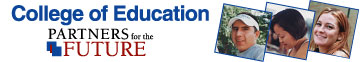 College of Education
PARTNERS for the
FUTURE